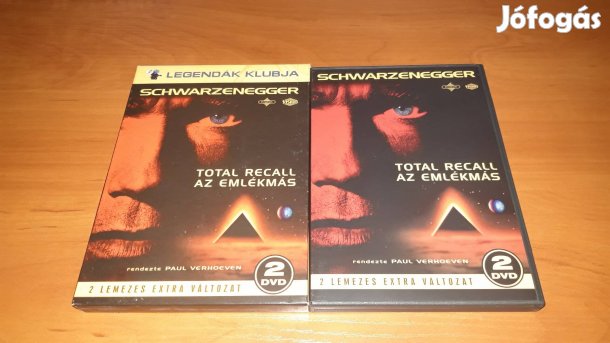 Jófogás
LEGENDÁK KLUBJA
SCHWARZENEGGER
TOTAL RECALL
AZ EMLÉKMÁS
rendezte PAUL VERHOEVEN
2
DVD
2 LEMEZES EXTRA VÁLTOZAT
SCHWARZENEGGER
TOTAL RECALL
AZ EMLÉKMÁS
rendezte PAUL VERHOEVEN
2
DVD
2 LEMEZES EXTRA VÁLTOZAT